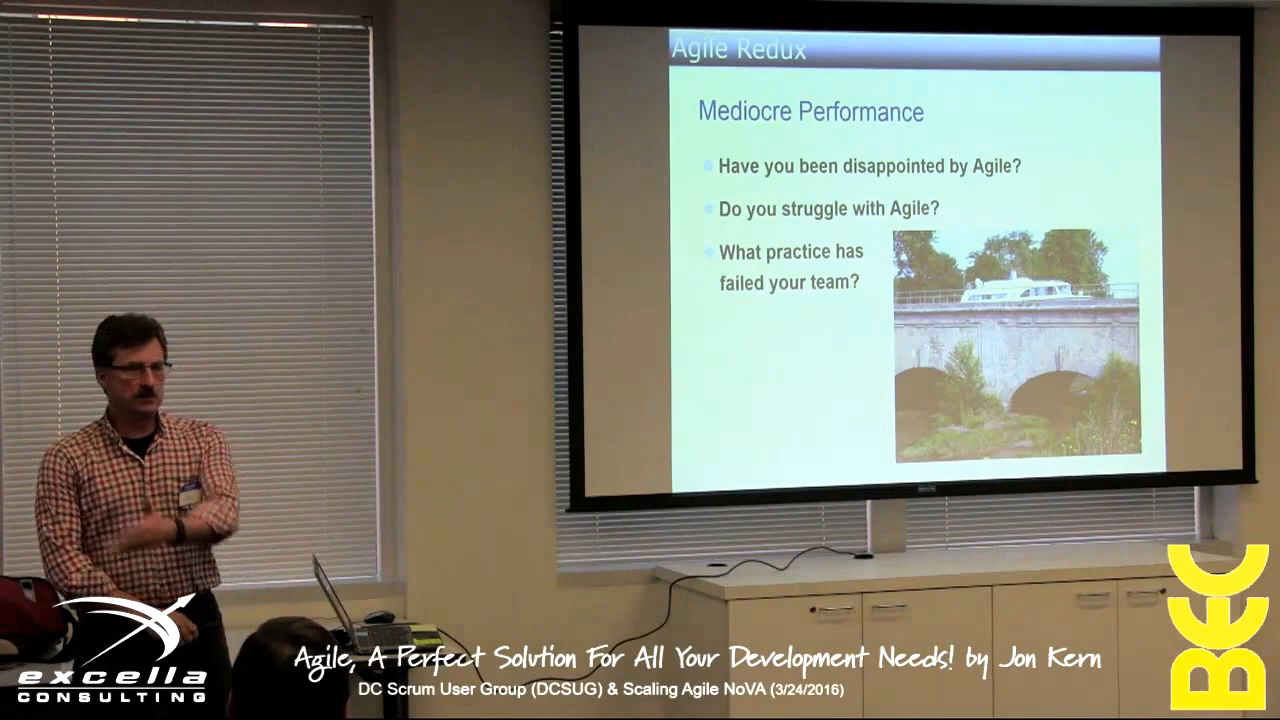 Agile Redux
Mediocre Performance
Have you been disappointed by Agile?
Do you struggle with Agile?
What practice has
failed your team?
excella
CONSULTING
Agile, A Perfect Solution For All Your Development Needs! by Jon Kern
DC Scrum User Group (DCSUG) & Scaling Agile NoVA (3/24/2016)
BEC